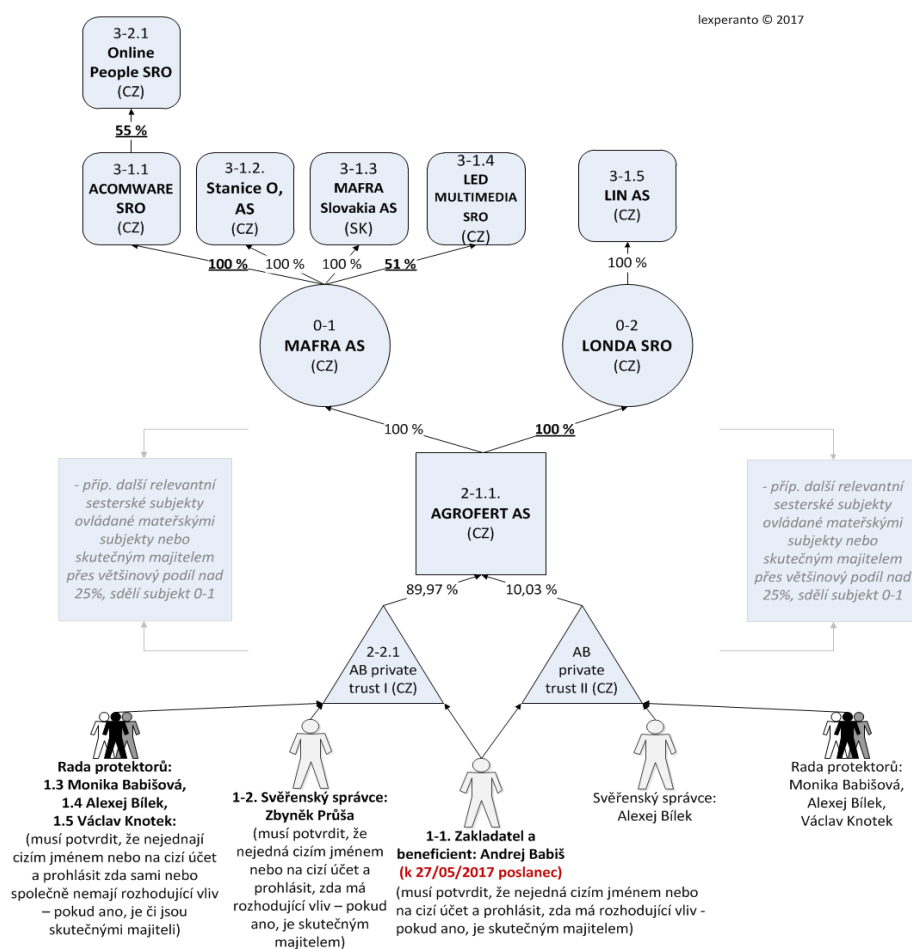 lexperanto © 2017
3-2.1
Online
People SRO
(CZ)
55 %
3-1.1
ACOMWARE
SRO
(CZ)
3-1.2.
Stanice O,
AS
(CZ)
3-1.3
MAFRA
Slovakia AS
(SK)
3-1.4
LED
MULTIMEDIA
SRO
(CZ)
3-1.5
LIN AS
(CZ)
100 %
100 %
100 %
51 %
100 %
0-1
MAFRA AS
(CZ)
0-2
LONDA SRO
(CZ)
100 %
100 %
- příp. další relevantní
sesterské subjekty
ovládané mateřskými
subjekty nebo
skutečným majitelem
přes většinový podíl nad
25%, sdělí subjekt 0-1
2-1.1.
AGROFERT AS
(CZ)
- příp. další relevantní
sesterské subjekty
ovládané mateřskými
subjekty nebo
skutečným majitelem
přes většinový podíl nad
25%, sdělí subjekt 0-1
89,97 %
10,03 %
2-2.1
AB private
trust I (CZ)
AB
private
trust II (CZ)
Rada protektorů:
1.3 Monika Babišová,
1.4 Alexej Bílek,
1.5 Václav Knotek:
(musí potvrdit, že nejednají
cizím jménem nebo na cizí účet
a prohlásit zda sami nebo
společně nemají rozhodující vliv
– pokud ano, je či jsou
skutečnými majiteli)
1-2. Svěřenský správce:
Zbyněk Průša
(musí potvrdit, že
nejedná cizím jménem
nebo na cizí účet a
prohlásit, zda má
rozhodující vliv – pokud
ano, je skutečným
majitelem)
1-1. Zakladatel a
beneficient: Andrej Babiš
(k 27/05/2017 poslanec)
(musí potvrdit, že nejedná cizím jménem nebo
na cizí účet a prohlásit, zda má rozhodující vliv -
pokud ano, je skutečným majitelem)
Svěřenský správce:
Alexej Bílek
Rada protektorů:
Monika Babišová,
Alexej Bílek,
Václav Knotek